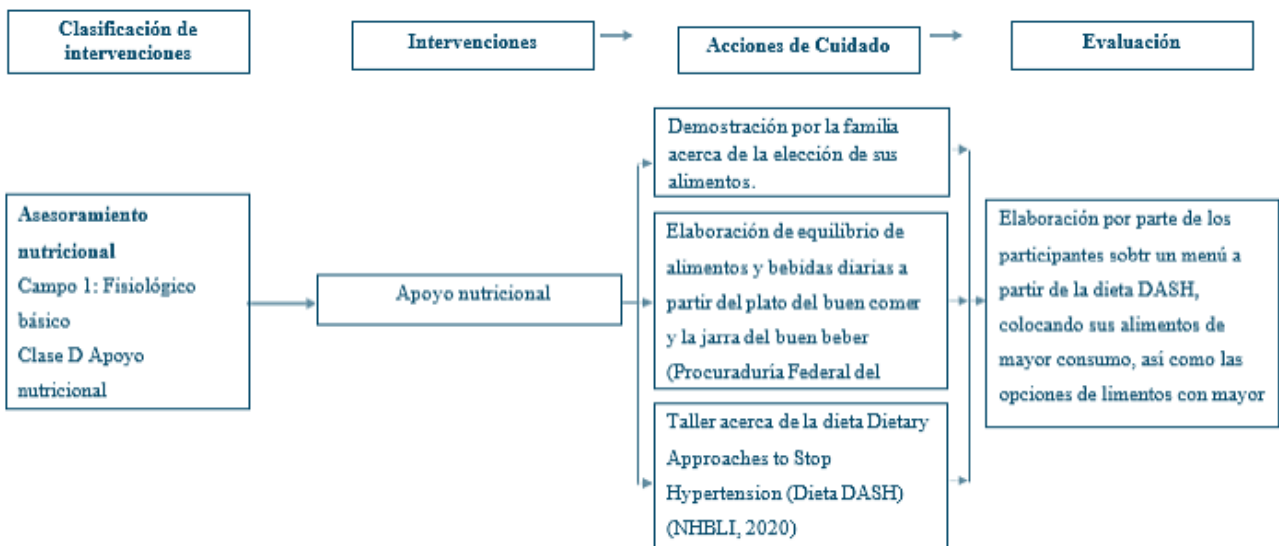 Clasificación de
intervenciones
Intervenciones
Acciones de Cuidado
Evaluación
Asesoramiento
nutricional
Campo 1: Fisiológico
básico
Clase D Apoyo
nutricional
Apoyo nutricional
Demostración por la familia
acerca de la elección de sus
alimentos.
Elaboración de equilibrio de
alimentos y bebidas diarias a
partir del plato del buen comer
y la jarra del buen beber
(Procuraduría Federal del
Taller acerca de la dieta Dietary
Approaches to Stop
Hypertension (Dieta DASH)
(NHBLI, 2020)
Elaboración por parte de los
participantes sobtr un menú a
partir de la dieta DASH,
colocando sus alimentos de
mayor consumo, así como las
opciones de limentos con mayor